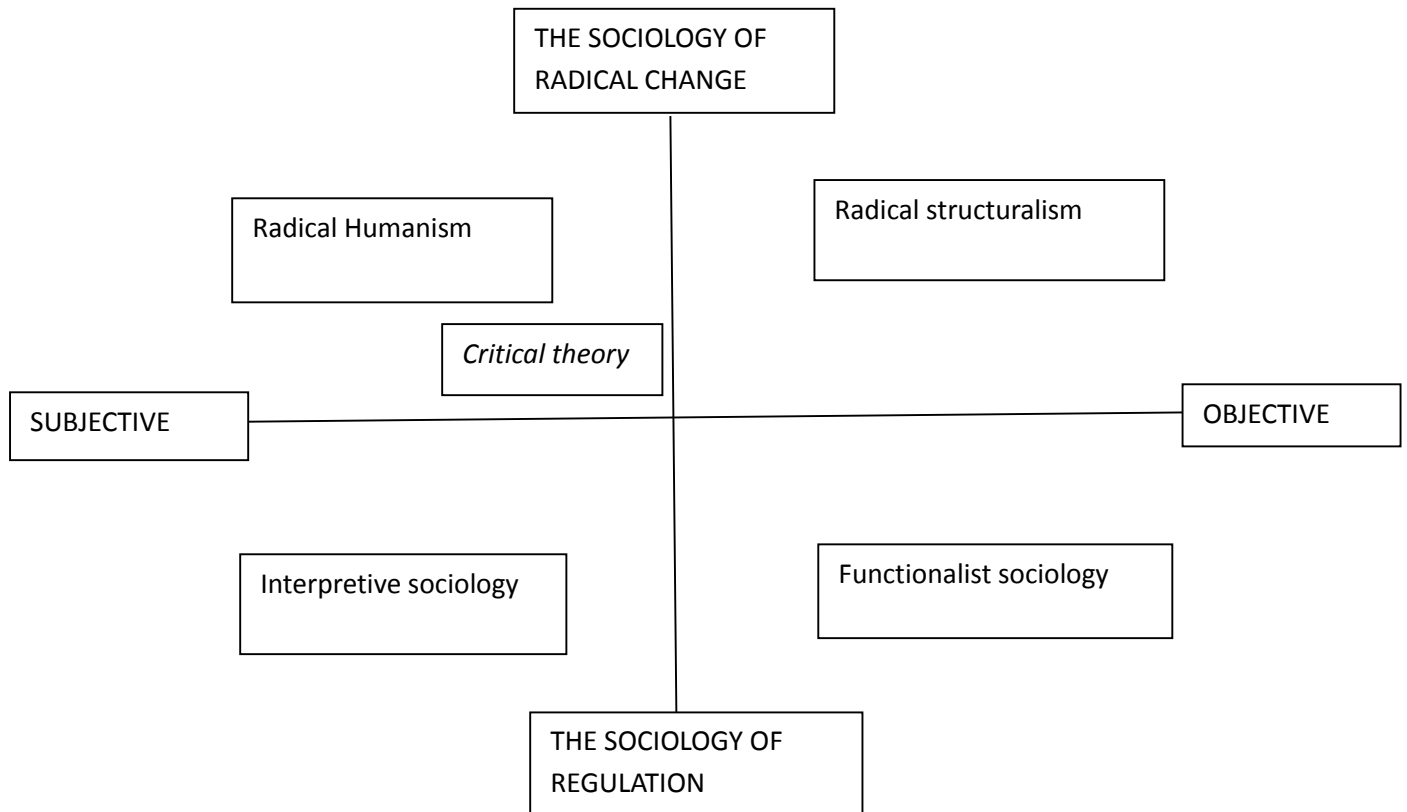 THE SOCIOLOGY OF
RADICAL CHANGE
Radical Humanism
Radical structuralism
Critical theory
SUBJECTIVE
OBJECTIVE
Interpretive sociology
Functionalist sociology
THE SOCIOLOGY OF
REGULATION